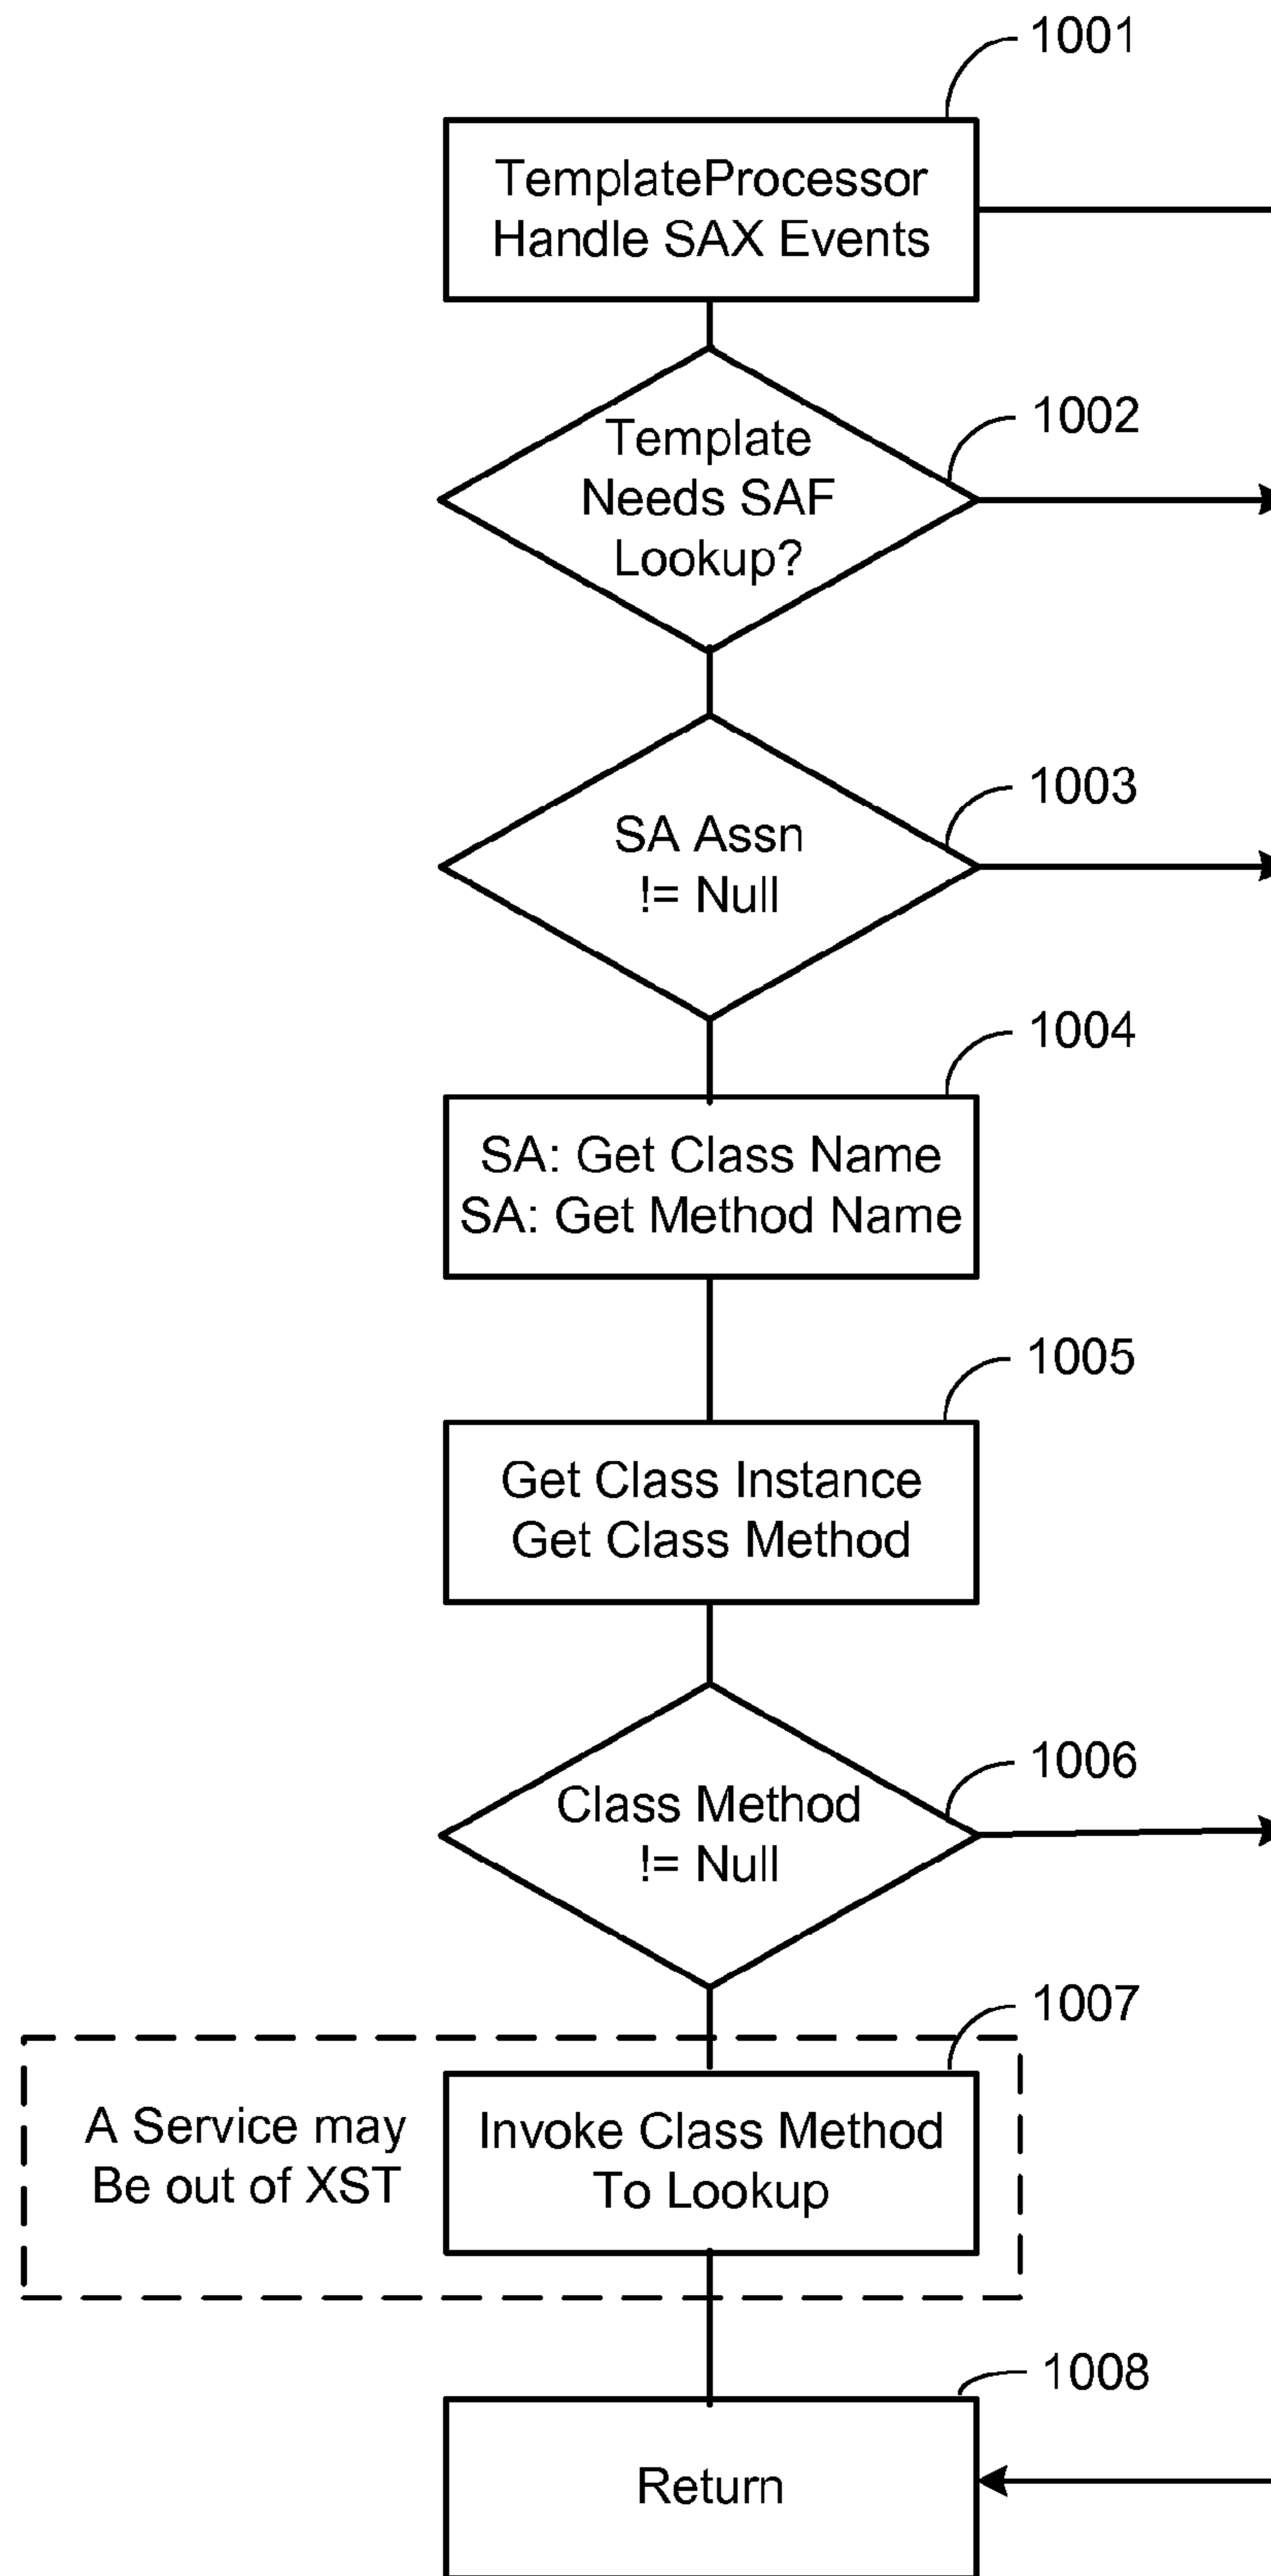 1001
TemplateProcessor
Handle SAX Events
1002
Template
Needs SAF
Lookup?
1003
SA Assn
!= Null
1004
SA: Get Class Name
SA: Get Method Name
1005
Get Class Instance
Get Class Method
1006
Class Method
!= Null
1007
A Service may
Be out of XST
Invoke Class Method
To Lookup
1008
Return